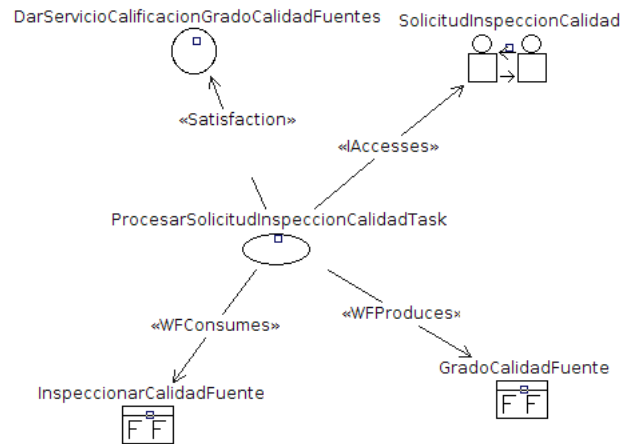 DarServicioCalificacionGradoCalidadFuentes
SolicitudInspeccionCalidad
«Satisfaction»
«IAccesses»
ProcesarSolicitudInspeccionCalidadTask
«WFConsumes»
«WFProduces»
InspeccionarCalidadFuente
GradoCalidadFuente
F F
F F